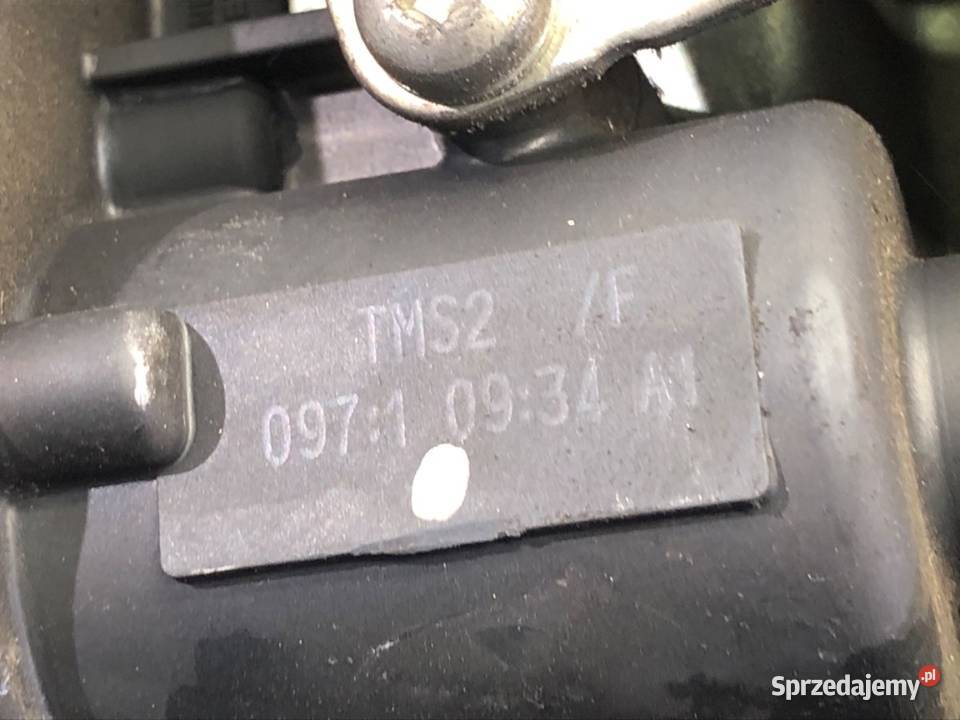 TMS2 /F
097:1 09:34 A1
Sprzedajemy.pl